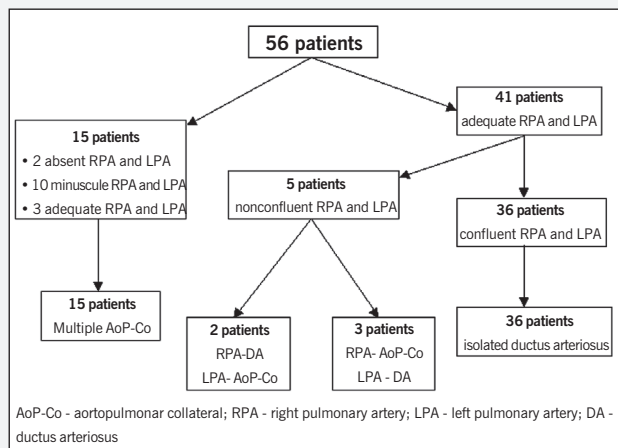 56 patients
41 patients
adequate RPA and LPA
15 patients
• 2 absent RPA and LPA
• 10 minuscule RPA and LPA
• 3 adequate RPA and LPA
5 patients
nonconfluent RPA and LPA
36 patients
confluent RPA and LPA
15 patients
Multiple AoP-Co
2 patients
RPA-DA
LPA- AoP-Co
3 patients
RPA- AoP-Co
LPA - DA
36 patients
isolated ductus arteriosus
AoP-Co - aortopulmonar collateral; RPA - right pulmonary artery; LPA - left pulmonary artery; DA -
ductus arteriosus